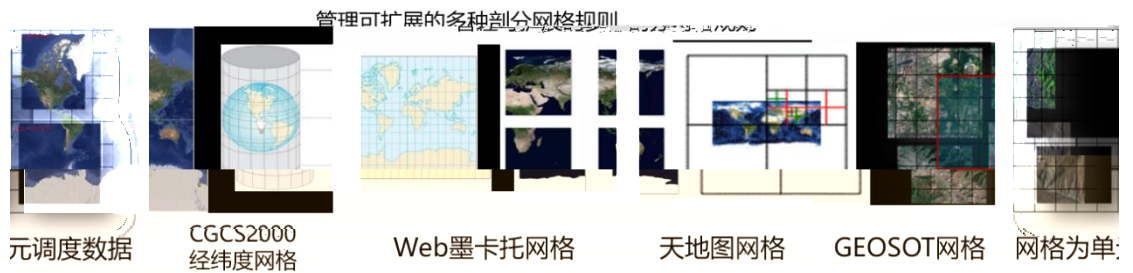 管理可扩展的多种剖分网格规则
元调度数据
CGCS2000
经纬度网格
Web墨卡托网格
天地图网格
GEOSOT网格
网格为单